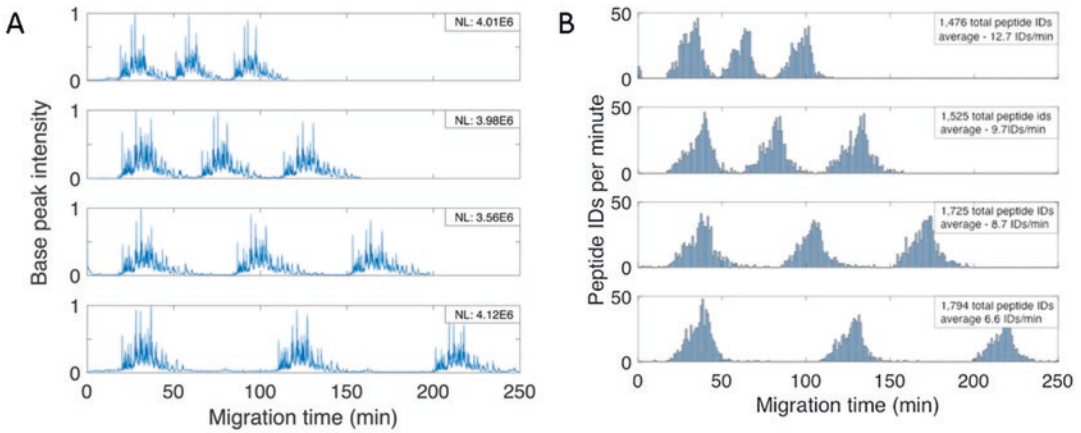 A
Base peak intensity
1
0
NL: 4.01E6
1
0
NL: 3.98E6
1
0
NL: 3.56E6
1
0
NL: 4.12E6
0 50 100 150 200 250
Migration time (min)
B
Peptide IDs per minute
50
0
1,476 total peptide IDs
average - 12.7 IDs/min
50
0
1,525 total peptide ids
average - 9.7IDs/min
50
0
1,725 total peptide IDs
average - 8.7 IDs/min
50
0
1,794 total peptide IDs
average 6.6 IDs/min
0 50 100 150 200 250
Migration time (min)